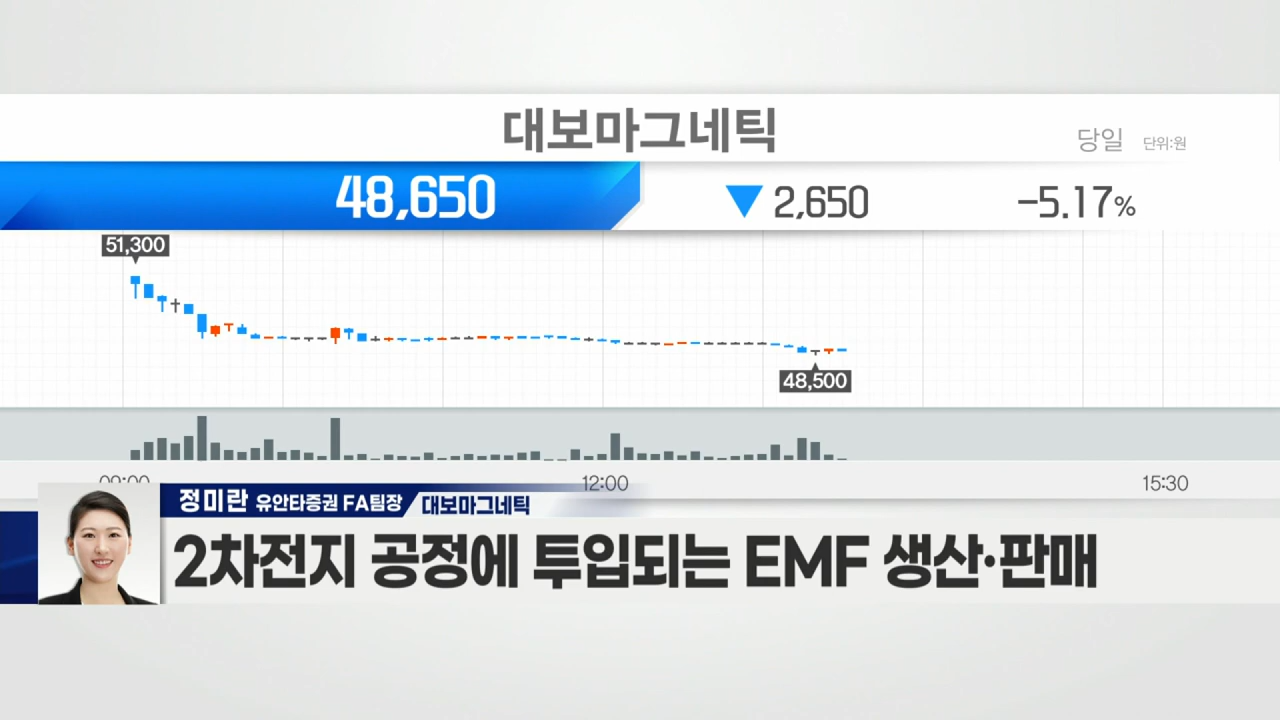 대보마그네틱
당일 단위:원
48,650 ▼ 2,650 -5.17%
51,300
48,500
09:00 12:00 15:30
정미란 유안타증권 FA팀장 대보마그네틱
2차전지 공정에 투입되는 EMF 생산·판매